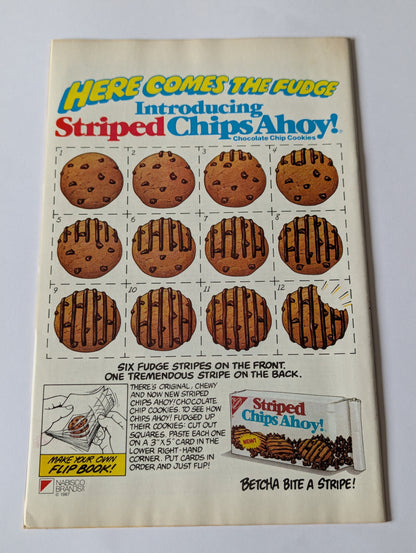 HERE COMES THE FUDGE
Introducing
Striped Chips Ahoy!®
Chocolate Chip Cookies
1 2 3 4
5 6 7 8
9 10 11 12
SIX FUDGE STRIPES ON THE FRONT.
ONE TREMENDOUS STRIPE ON THE BACK.
THERE'S ORIGINAL, CHEWY
AND NOW NEW STRIPED
CHIPS AHOY! CHOCOLATE
CHIP COOKIES. TO SEE HOW
CHIPS AHOY! FUDGED UP
THEIR COOKIES: CUT OUT
SQUARES. PASTE EACH ONE
ON A 3"X5" CARD IN THE
LOWER RIGHT-HAND
CORNER. PUT CARDS IN
ORDER, AND JUST FLIP!
MAKE YOUR OWN
FLIP BOOK!
Striped
Chips Ahoy!
NEW!
NABISCO
BRANDS
© 1987
BETCHA BITE A STRIPE!